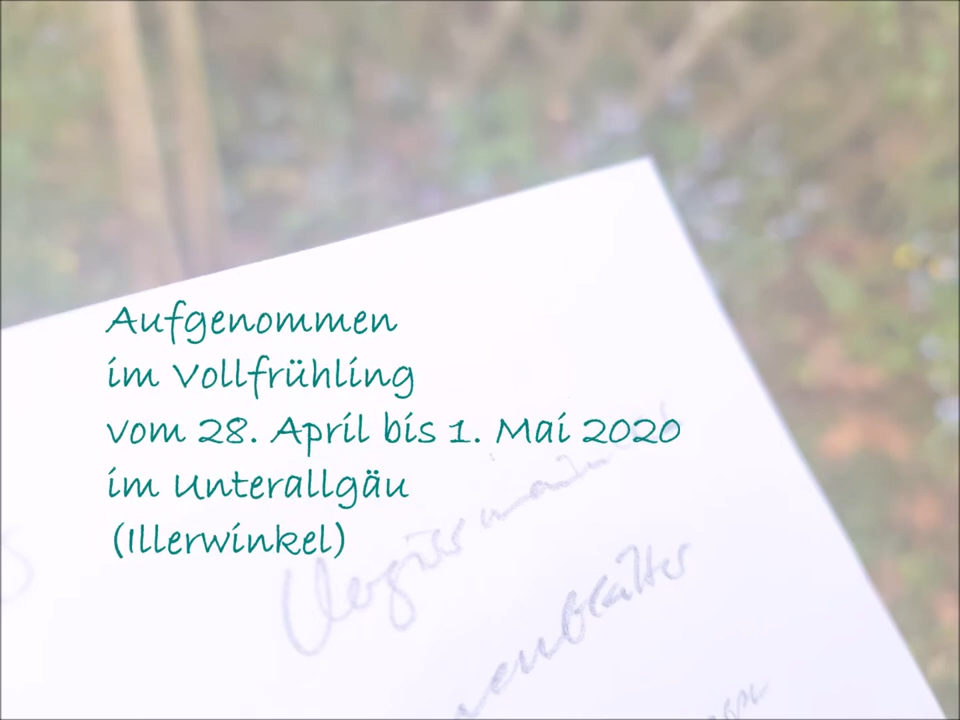 Aufgenommen
im Vollfrühling
vom 28. April bis 1. Mai 2020
im Unterallgäu
(Illerwinkel)